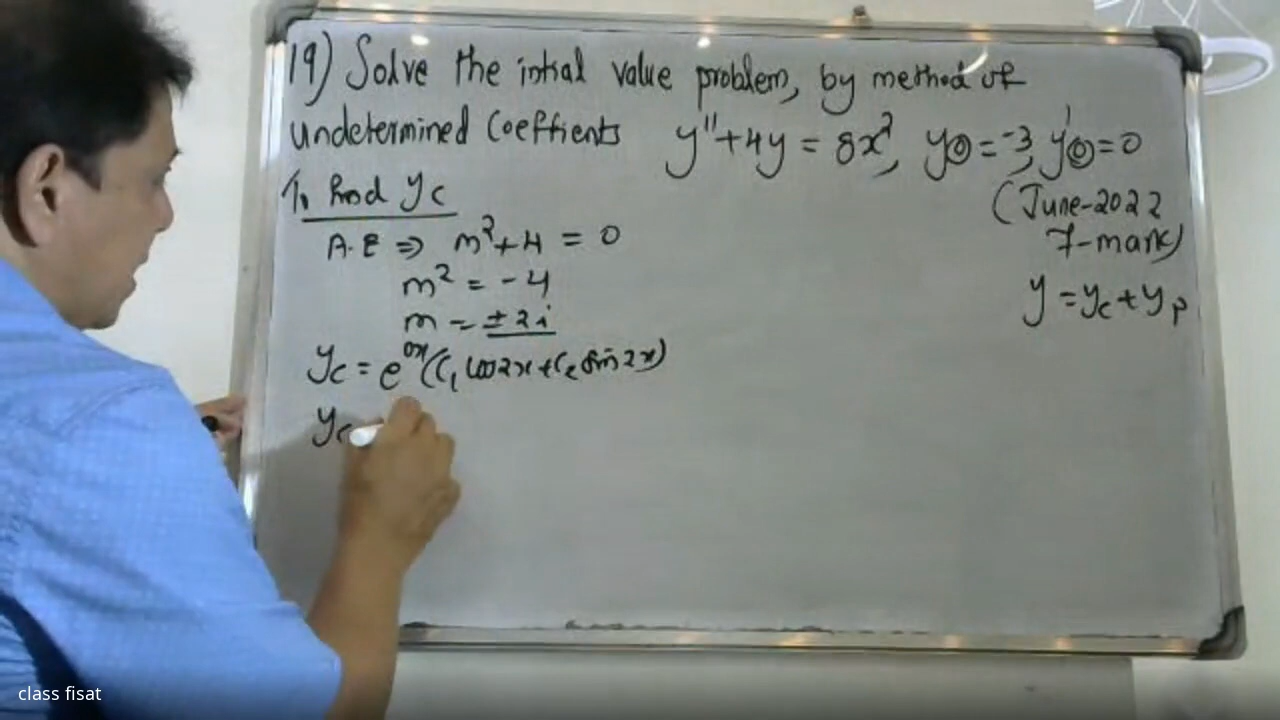 19) Solve the intial value problem, by method of
undetermined Coeffients y''+4y = 8x², y(0) = -3, y'(0) = 0
(June-2022
7-mark)
To find yc
A.E ⇒ m²+4 = 0
m² = -4
m = ±2i
y = yc + yp
yc = e^0x (C₁ cos2x + C₂ sin2x)
yc
class fisat